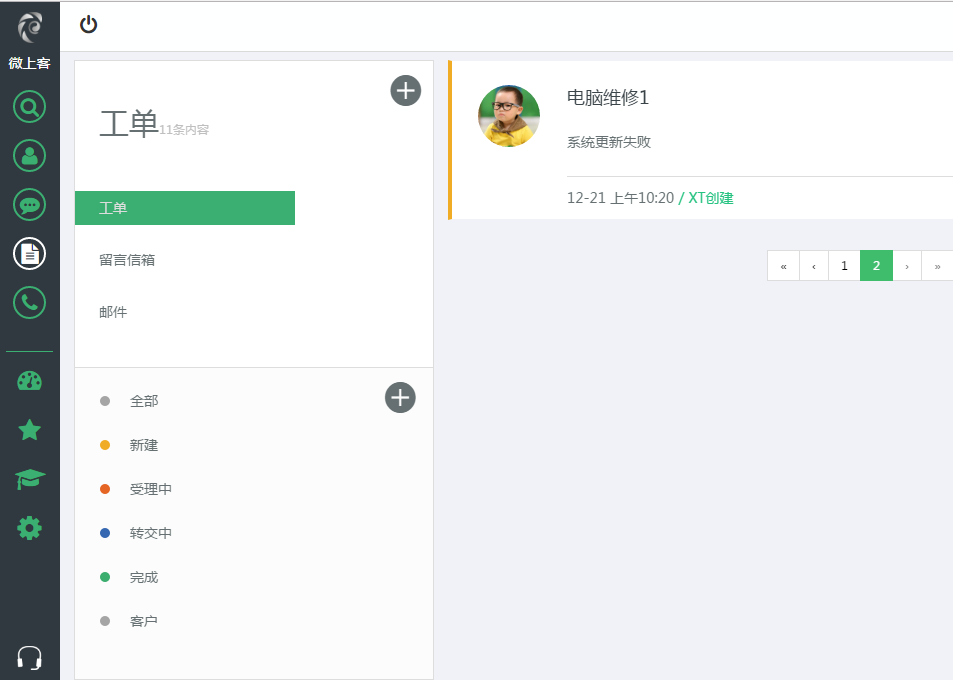 微上客
工单11条内容
工单
留言信箱
邮件
全部
新建
受理中
转交中
完成
客户
电脑维修1
系统更新失败
12-21 上午10:20 / XT创建
« ‹ 1 2 › »